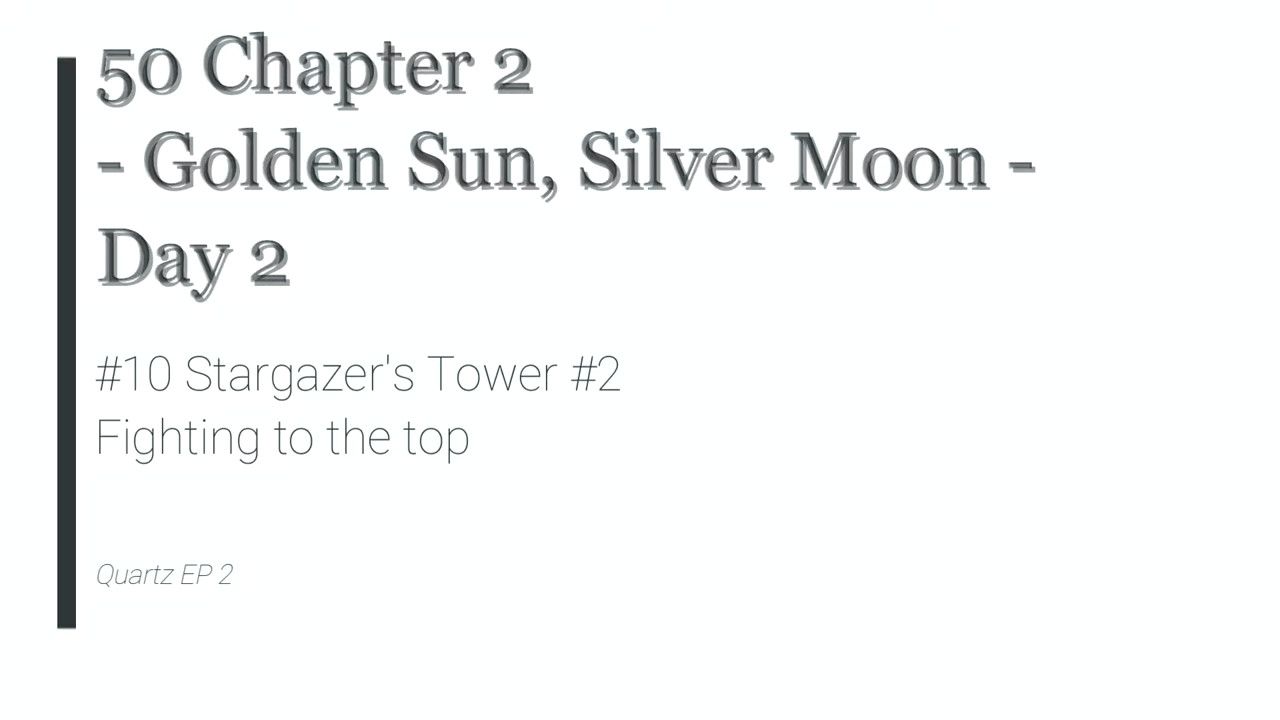 50 Chapter 2
- Golden Sun, Silver Moon -
Day 2
#10 Stargazer's Tower #2
Fighting to the top
Quartz EP 2